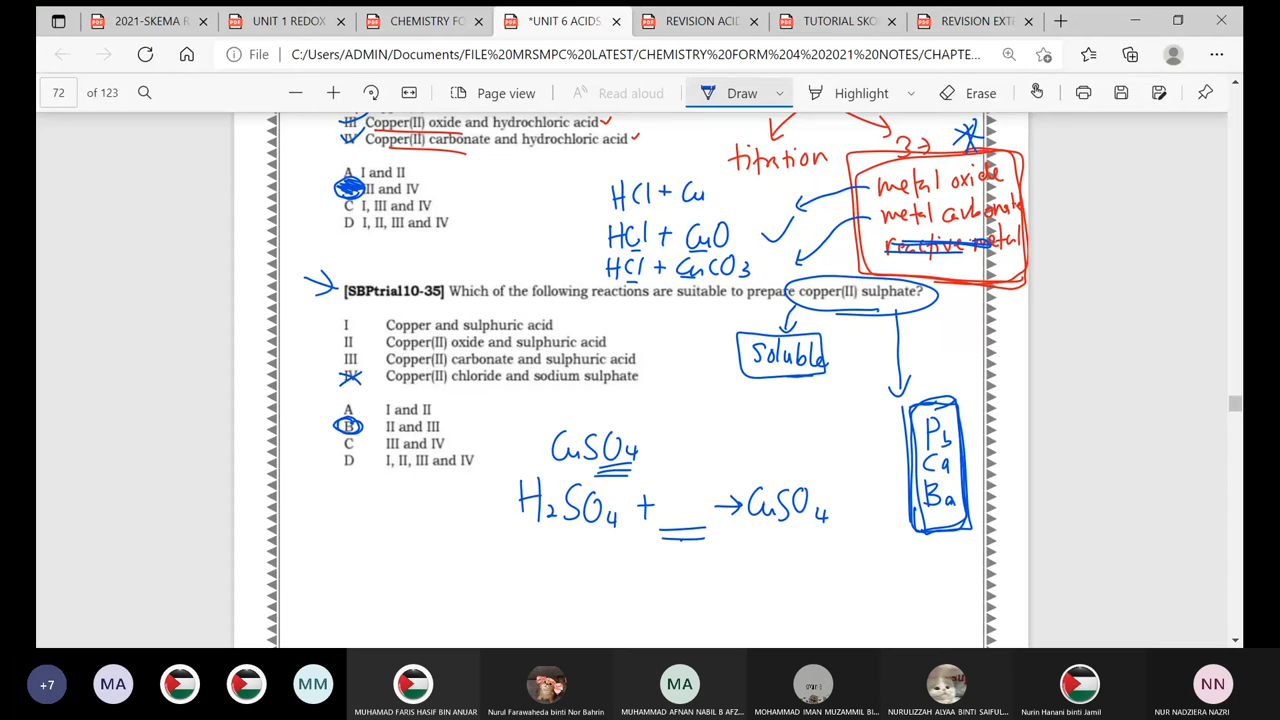 2021-SKEMA R
UNIT 1 REDOX
CHEMISTRY FO
*UNIT 6 ACIDS
REVISION ACID
TUTORIAL SKO
REVISION EXT
File
C:/Users/ADMIN/Documents/FILE%20MRSMPC%20LATEST/CHEMISTRY%20FORM%204%202021%20NOTES/CHAPTE...
72 of 123
Page view
Read aloud
Draw
Highlight
Erase
III Copper(II) oxide and hydrochloric acid
IV Copper(II) carbonate and hydrochloric acid
A I and II
II and IV
C I, III and IV
D I, II, III and IV
titration
3→
metal oxide
metal carbonate
reactive metal
HCl + Cu
HCl + CuO
HCl + CuCO3
[SBPtrial10-35] Which of the following reactions are suitable to prepare copper(II) sulphate?
I Copper and sulphuric acid
II Copper(II) oxide and sulphuric acid
III Copper(II) carbonate and sulphuric acid
IV Copper(II) chloride and sodium sulphate
soluble
A I and II
B II and III
C III and IV
D I, II, III and IV
Pb
Ca
Ba
CuSO4
H2SO4 + __ → CuSO4
+7
MA
MM
MUHAMAD FARIS HASIF BIN ANUAR
Nurul Farawaheda binti Nor Bahrin
MA
MUHAMMAD AFNAN NABIL B AFZ...
MOHAMMAD IMAN MUZAMMIL BI...
NURULIZZAH ALYAA BINTI SAIFUL...
Nurin Hanani binti Jamil
NN
NUR NADZIERA NAZRI